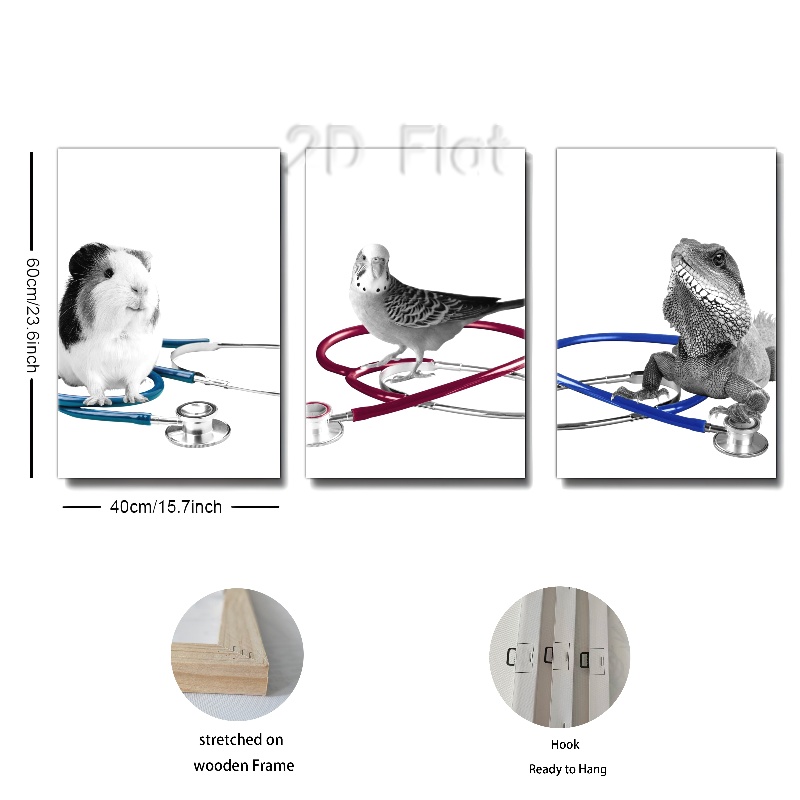 2D Flat
60cm/23.6inch
40cm/15.7inch
stretched on
wooden Frame
Hook
Ready to Hang